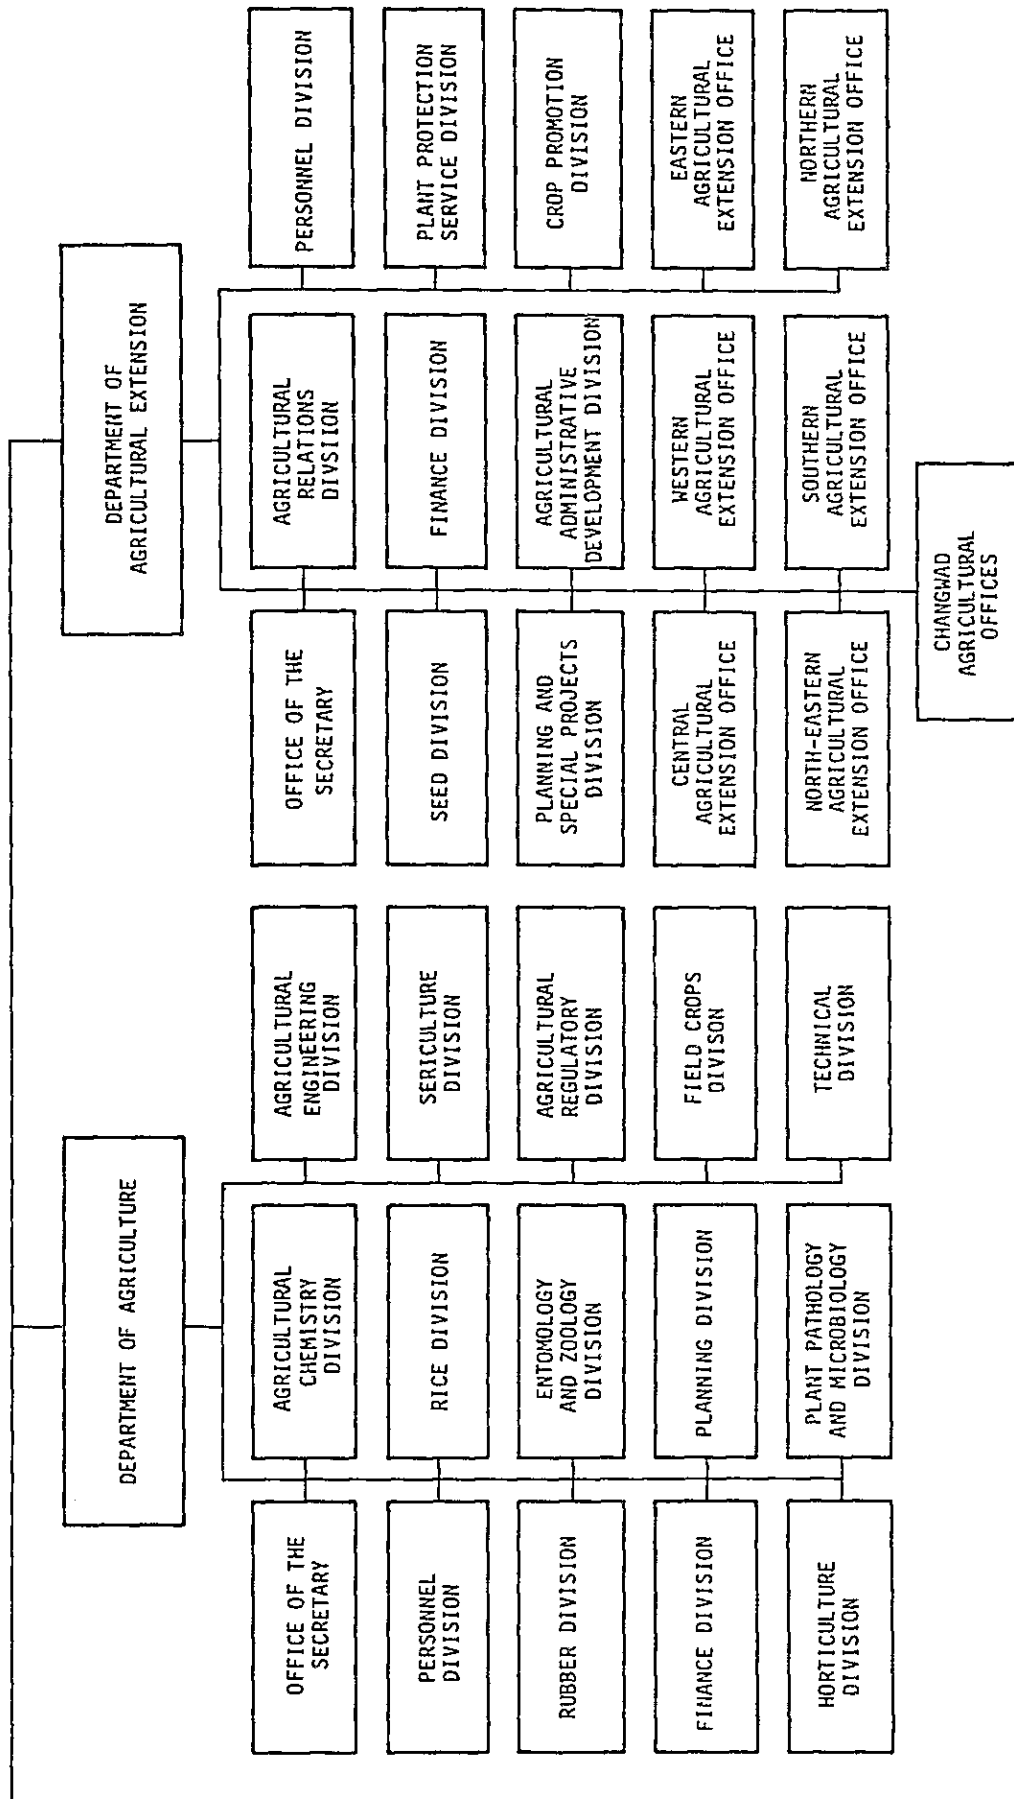 DEPARTMENT OF AGRICULTURE
OFFICE OF THE
SECRETARY
AGRICULTURAL
CHEMISTRY
DIVISION
AGRICULTURAL
ENGINEERING
DIVISION
PERSONNEL
DIVISION
RICE DIVISION
SERICULTURE
DIVISION
RUBBER DIVISION
ENTOMOLOGY
AND ZOOLOGY
DIVISION
AGRICULTURAL
REGULATORY
DIVISION
FINANCE DIVISION
PLANNING DIVISION
FIELD CROPS
DIVISON
HORTICULTURE
DIVISION
PLANT PATHOLOGY
AND MICROBIOLOGY
DIVISION
TECHNICAL
DIVISION
DEPARTMENT OF
AGRICULTURAL EXTENSION
OFFICE OF THE
SECRETARY
AGRICULTURAL
RELATIONS
DIVSIION
PERSONNEL DIVISION
SEED DIVISION
FINANCE DIVISION
PLANT PROTECTION
SERVICE DIVISION
PLANNING AND
SPECIAL PROJECTS
DIVISION
AGRICULTURAL
ADMINISTRATIVE
DEVELOPMENT DIVISION
CROP PROMOTION
DIVISION
CENTRAL
AGRICULTURAL
EXTENSION OFFICE
WESTERN
AGRICULTURAL
EXTENSION OFFICE
EASTERN
AGRICULTURAL
EXTENSION OFFICE
NORTH-EASTERN
AGRICULTURAL
EXTENSION OFFICE
SOUTHERN
AGRICULTURAL
EXTENSION OFFICE
NORTHERN
AGRICULTURAL
EXTENSION OFFICE
CHANGWAD
AGRICULTURAL
OFFICES